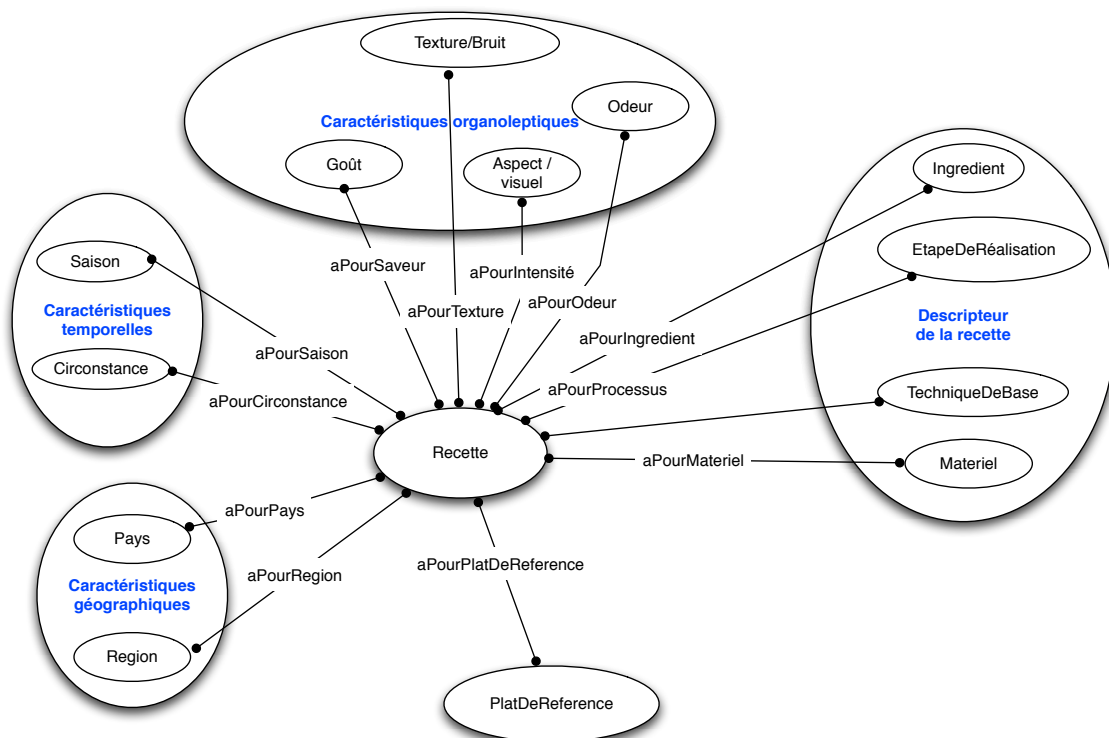 Texture/Bruit
Odeur
Caractéristiques organoleptiques
Goût
Aspect /
visuel
Ingredient
EtapeDeRéalisation
Saison
Caractéristiques
temporelles
Circonstance
Descripteur
de la recette
TechniqueDeBase
Materiel
aPourSaveur
aPourIntensité
aPourOdeur
aPourTexture
aPourIngredient
aPourSaison
aPourProcessus
aPourCirconstance
Recette
aPourMateriel
aPourPays
Pays
aPourPlatDeReference
aPourRegion
Caractéristiques
géographiques
Region
PlatDeReference